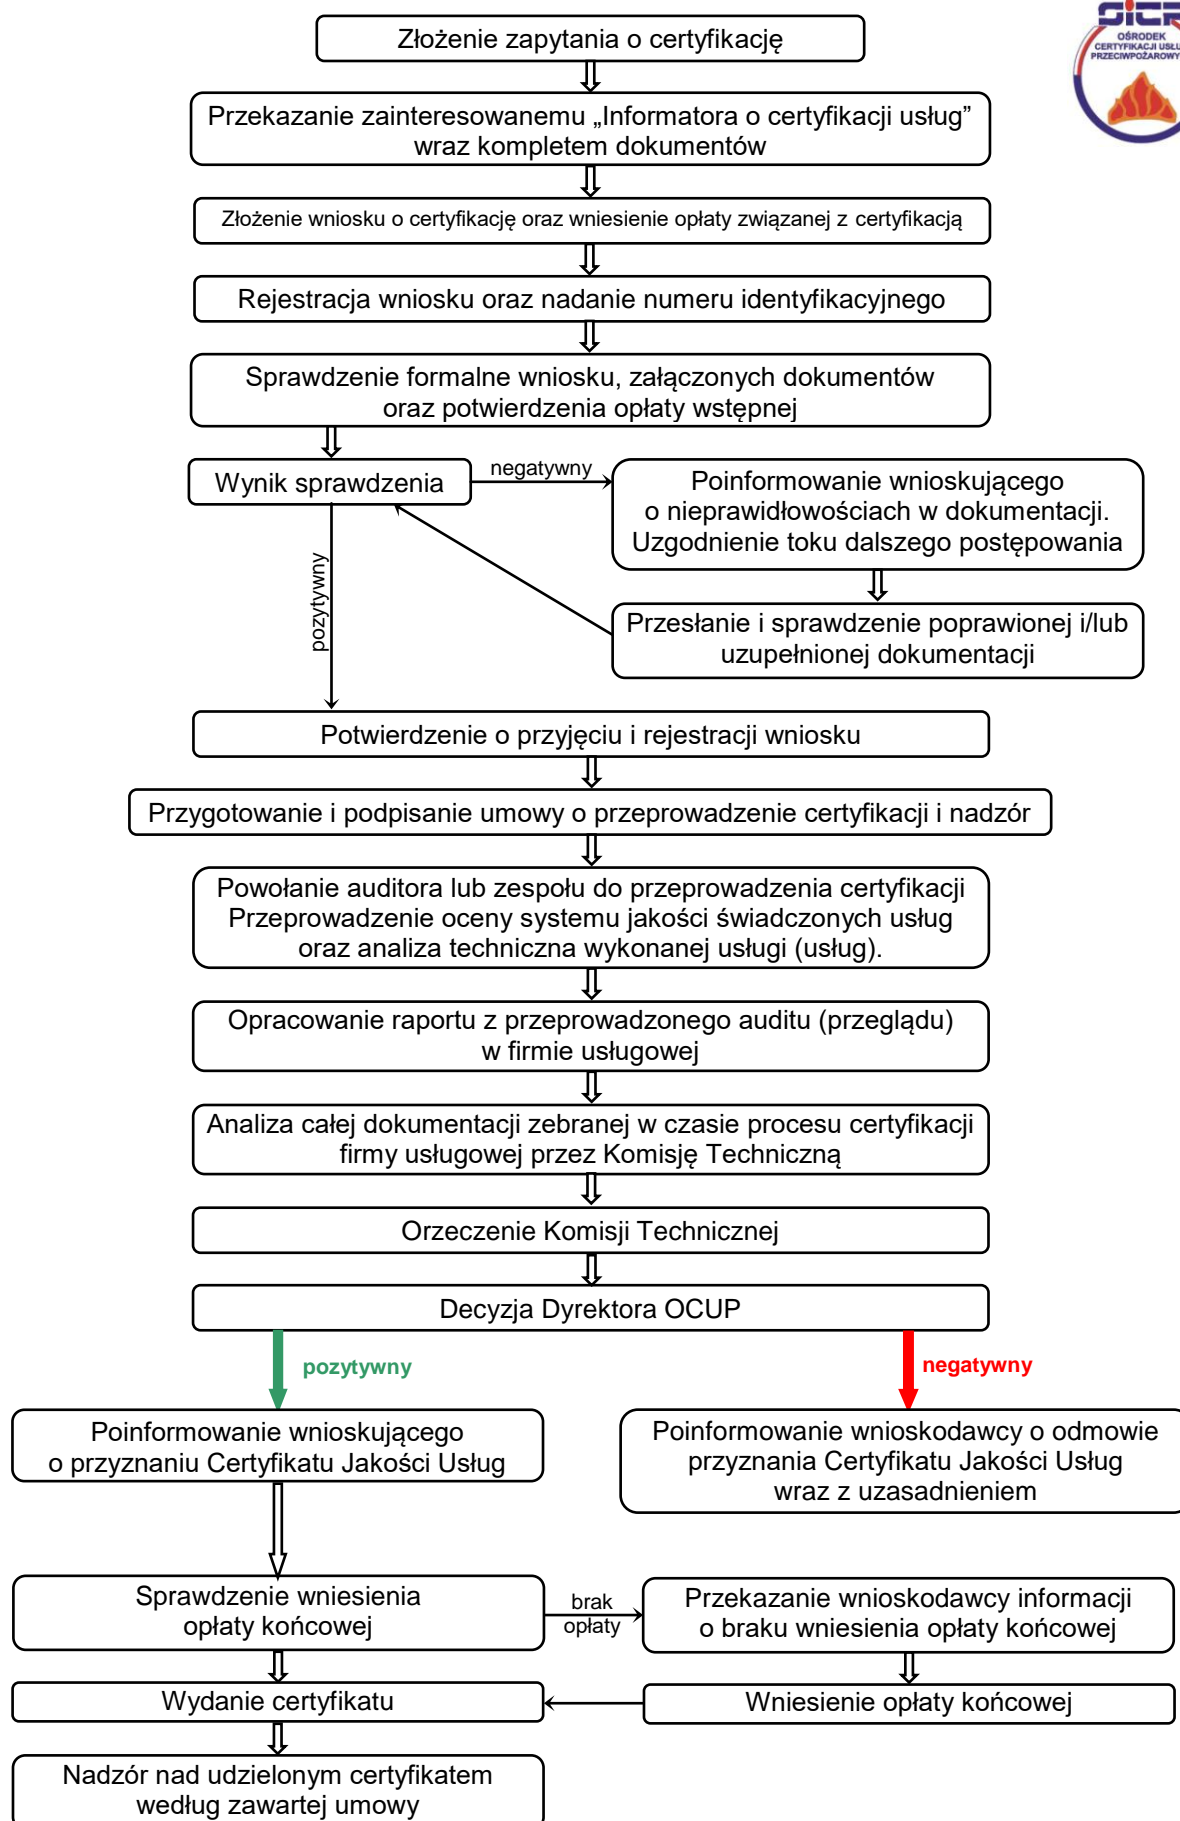 OŚRODEK
CERTYFIKACJI
Złożenie zapytania o certyfikację
Przekazanie zainteresowanemu „Informatora o certyfikacji usług”
wraz kompletem dokumentów
Złożenie wniosku o certyfikację oraz wniesienie opłaty związanej z certyfikacją
Rejestracja wniosku oraz nadanie numeru identyfikacyjnego
Sprawdzenie formalne wniosku, załączonych dokumentów
oraz potwierdzenia opłaty wstępnej
Wynik sprawdzenia
negatywny
Poinformowanie wnioskującego
o nieprawidłowościach w dokumentacji.
Uzgodnienie toku dalszego postępowania
pozytywny
Przesłanie i sprawdzenie poprawionej i/lub
uzupełnionej dokumentacji
Potwierdzenie o przyjęciu i rejestracji wniosku
Przygotowanie i podpisanie umowy o przeprowadzenie certyfikacji i nadzór
Powołanie auditora lub zespołu do przeprowadzenia certyfikacji
Przeprowadzenie oceny systemu jakości świadczonych usług
oraz analiza techniczna wykonanej usługi (usług).
Opracowanie raportu z przeprowadzonego auditu (przeglądu)
w firmie usługowej
Analiza całej dokumentacji zebranej w czasie procesu certyfikacji
firmy usługowej przez Komisję Techniczną
Orzeczenie Komisji Technicznej
Decyzja Dyrektora OCUP
pozytywny
negatywny
Poinformowanie wnioskującego
o przyznaniu Certyfikatu Jakości Usług
Poinformowanie wnioskodawcy o odmowie
przyznania Certyfikatu Jakości Usług
wraz z uzasadnieniem
Sprawdzenie wniesienia
opłaty końcowej
brak
opłaty
Przekazanie wnioskodawcy informacji
o braku wniesienia opłaty końcowej
Wydanie certyfikatu
Wniesienie opłaty końcowej
Nadzór nad udzielonym certyfikatem
według zawartej umowy